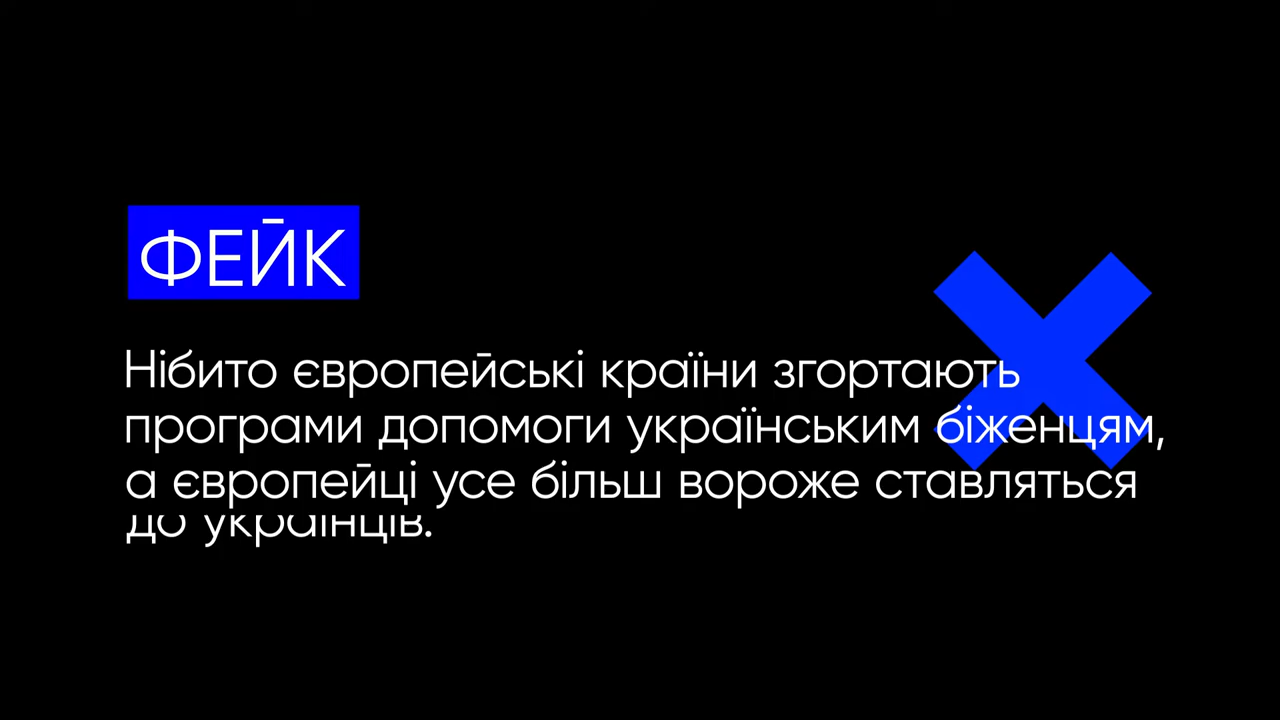 ФЕЙК
Нібито європейські країни згортають
програми допомоги українським біженцям,
а європейці усе більш вороже ставляться
до українців.